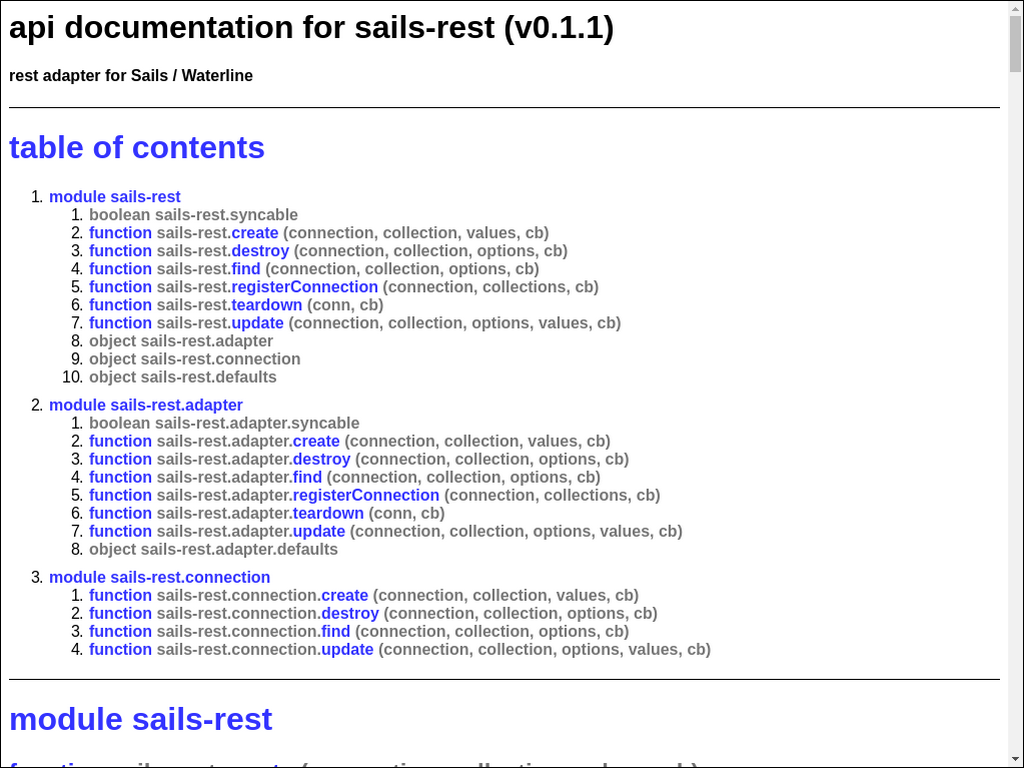 api documentation for sails-rest (v0.1.1)
rest adapter for Sails / Waterline
table of contents
1. module sails-rest
1. boolean sails-rest.syncable
2. function sails-rest.create (connection, collection, values, cb)
3. function sails-rest.destroy (connection, collection, options, cb)
4. function sails-rest.find (connection, collection, options, cb)
5. function sails-rest.registerConnection (connection, collections, cb)
6. function sails-rest.teardown (conn, cb)
7. function sails-rest.update (connection, collection, options, values, cb)
8. object sails-rest.adapter
9. object sails-rest.connection
10. object sails-rest.defaults
2. module sails-rest.adapter
1. boolean sails-rest.adapter.syncable
2. function sails-rest.adapter.create (connection, collection, values, cb)
3. function sails-rest.adapter.destroy (connection, collection, options, cb)
4. function sails-rest.adapter.find (connection, collection, options, cb)
5. function sails-rest.adapter.registerConnection (connection, collections, cb)
6. function sails-rest.adapter.teardown (conn, cb)
7. function sails-rest.adapter.update (connection, collection, options, values, cb)
8. object sails-rest.adapter.defaults
3. module sails-rest.connection
1. function sails-rest.connection.create (connection, collection, values, cb)
2. function sails-rest.connection.destroy (connection, collection, options, cb)
3. function sails-rest.connection.find (connection, collection, options, cb)
4. function sails-rest.connection.update (connection, collection, options, values, cb)
module sails-rest